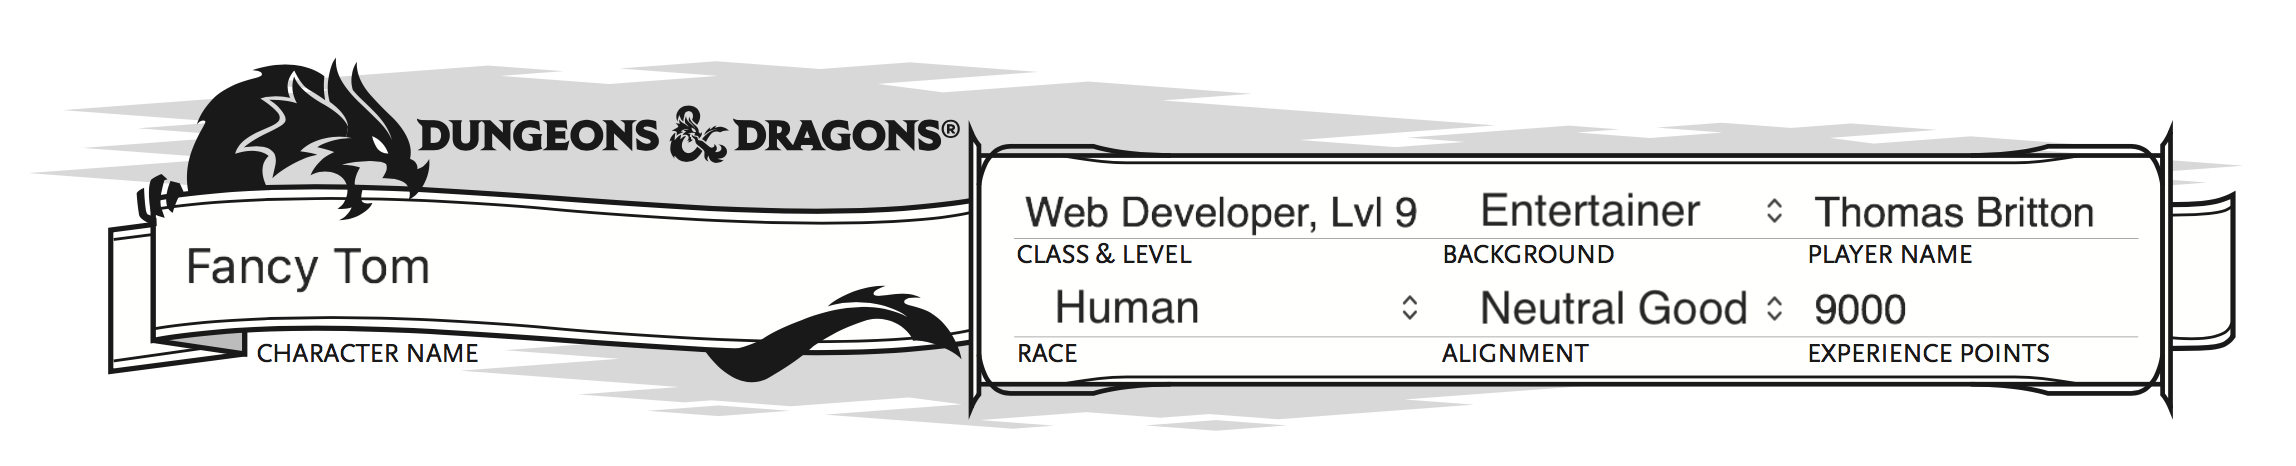 DUNGEONS & DRAGONS®
Fancy Tom
CHARACTER NAME
Web Developer, Lvl 9 Entertainer Thomas Britton
CLASS & LEVEL BACKGROUND PLAYER NAME
Human Neutral Good 9000
RACE ALIGNMENT EXPERIENCE POINTS